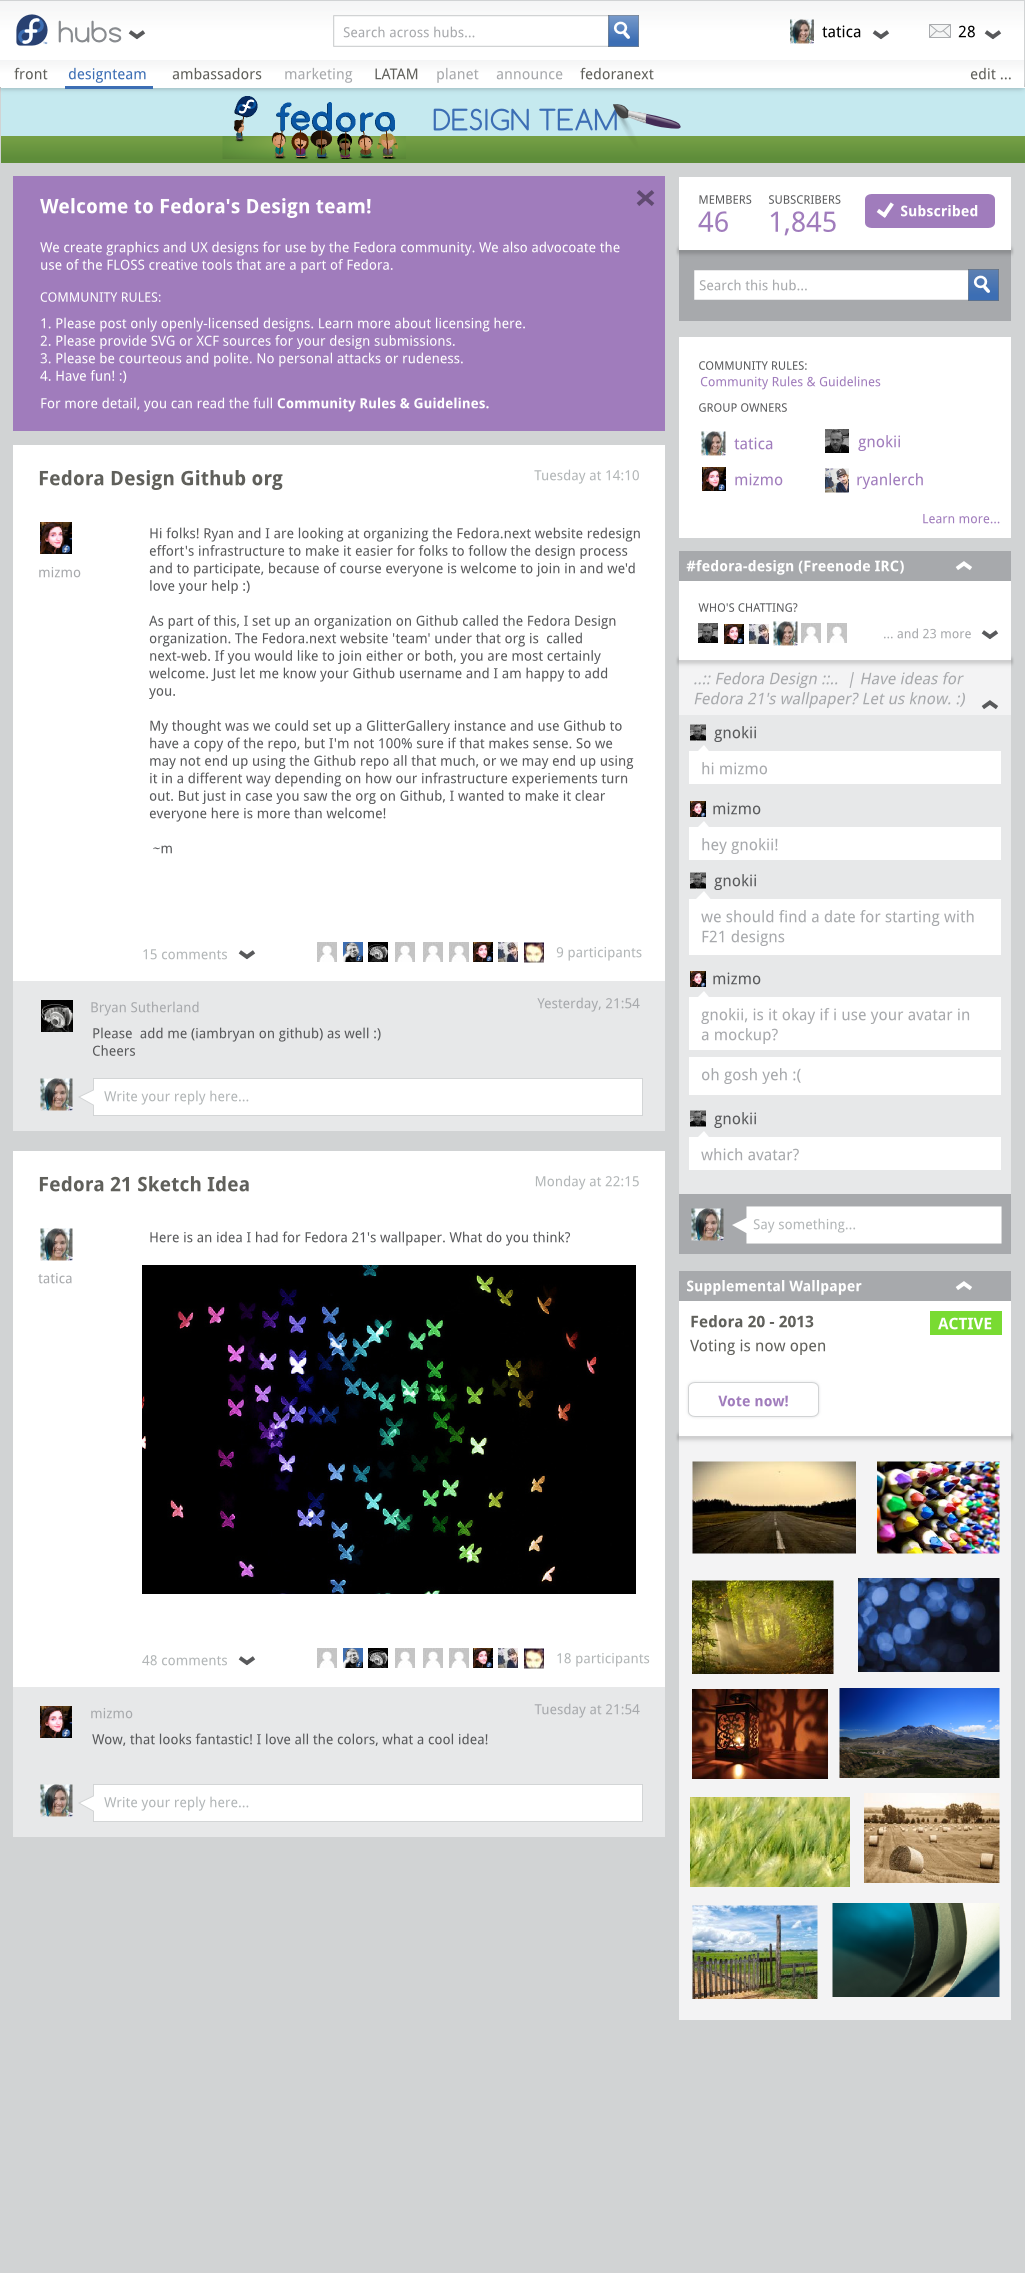 hubs
Search across hubs...
tatica
28
front designteam ambassadors marketing LATAM planet announce fedoranext edit ...
fedora DESIGN TEAM
Welcome to Fedora's Design team!
We create graphics and UX designs for use by the Fedora community. We also advocoate the
use of the FLOSS creative tools that are a part of Fedora.
COMMUNITY RULES:
1. Please post only openly-licensed designs. Learn more about licensing here.
2. Please provide SVG or XCF sources for your design submissions.
3. Please be courteous and polite. No personal attacks or rudeness.
4. Have fun! :)
For more detail, you can read the full Community Rules & Guidelines.
Fedora Design Github org
Tuesday at 14:10
mizmo
Hi folks! Ryan and I are looking at organizing the Fedora.next website redesign
effort's infrastructure to make it easier for folks to follow the design process
and to participate, because of course everyone is welcome to join in and we'd
love your help :)
As part of this, I set up an organization on Github called the Fedora Design
organization. The Fedora.next website 'team' under that org is  called
next-web. If you would like to join either or both, you are most certainly
welcome. Just let me know your Github username and I am happy to add
you.
My thought was we could set up a GlitterGallery instance and use Github to
have a copy of the repo, but I'm not 100% sure if that makes sense. So we
may not end up using the Github repo all that much, or we may end up using
it in a different way depending on how our infrastructure experiements turn
out. But just in case you saw the org on Github, I wanted to make it clear
everyone here is more than welcome!
~m
15 comments
9 participants
Bryan Sutherland
Yesterday, 21:54
Please  add me (iambryan on github) as well :)
Cheers
Write your reply here...
Fedora 21 Sketch Idea
Monday at 22:15
tatica
Here is an idea I had for Fedora 21's wallpaper. What do you think?
48 comments
18 participants
mizmo
Tuesday at 21:54
Wow, that looks fantastic! I love all the colors, what a cool idea!
Write your reply here...
MEMBERS SUBSCRIBERS
46 1,845
Subscribed
Search this hub...
COMMUNITY RULES:
Community Rules & Guidelines
GROUP OWNERS
tatica gnokii
mizmo ryanlerch
Learn more...
#fedora-design (Freenode IRC)
WHO'S CHATTING?
... and 23 more
..:: Fedora Design ::..  | Have ideas for
Fedora 21's wallpaper? Let us know. :)
gnokii
hi mizmo
mizmo
hey gnokii!
gnokii
we should find a date for starting with
F21 designs
mizmo
gnokii, is it okay if i use your avatar in
a mockup?
oh gosh yeh :(
gnokii
which avatar?
Say something...
Supplemental Wallpaper
Fedora 20 - 2013
ACTIVE
Voting is now open
Vote now!